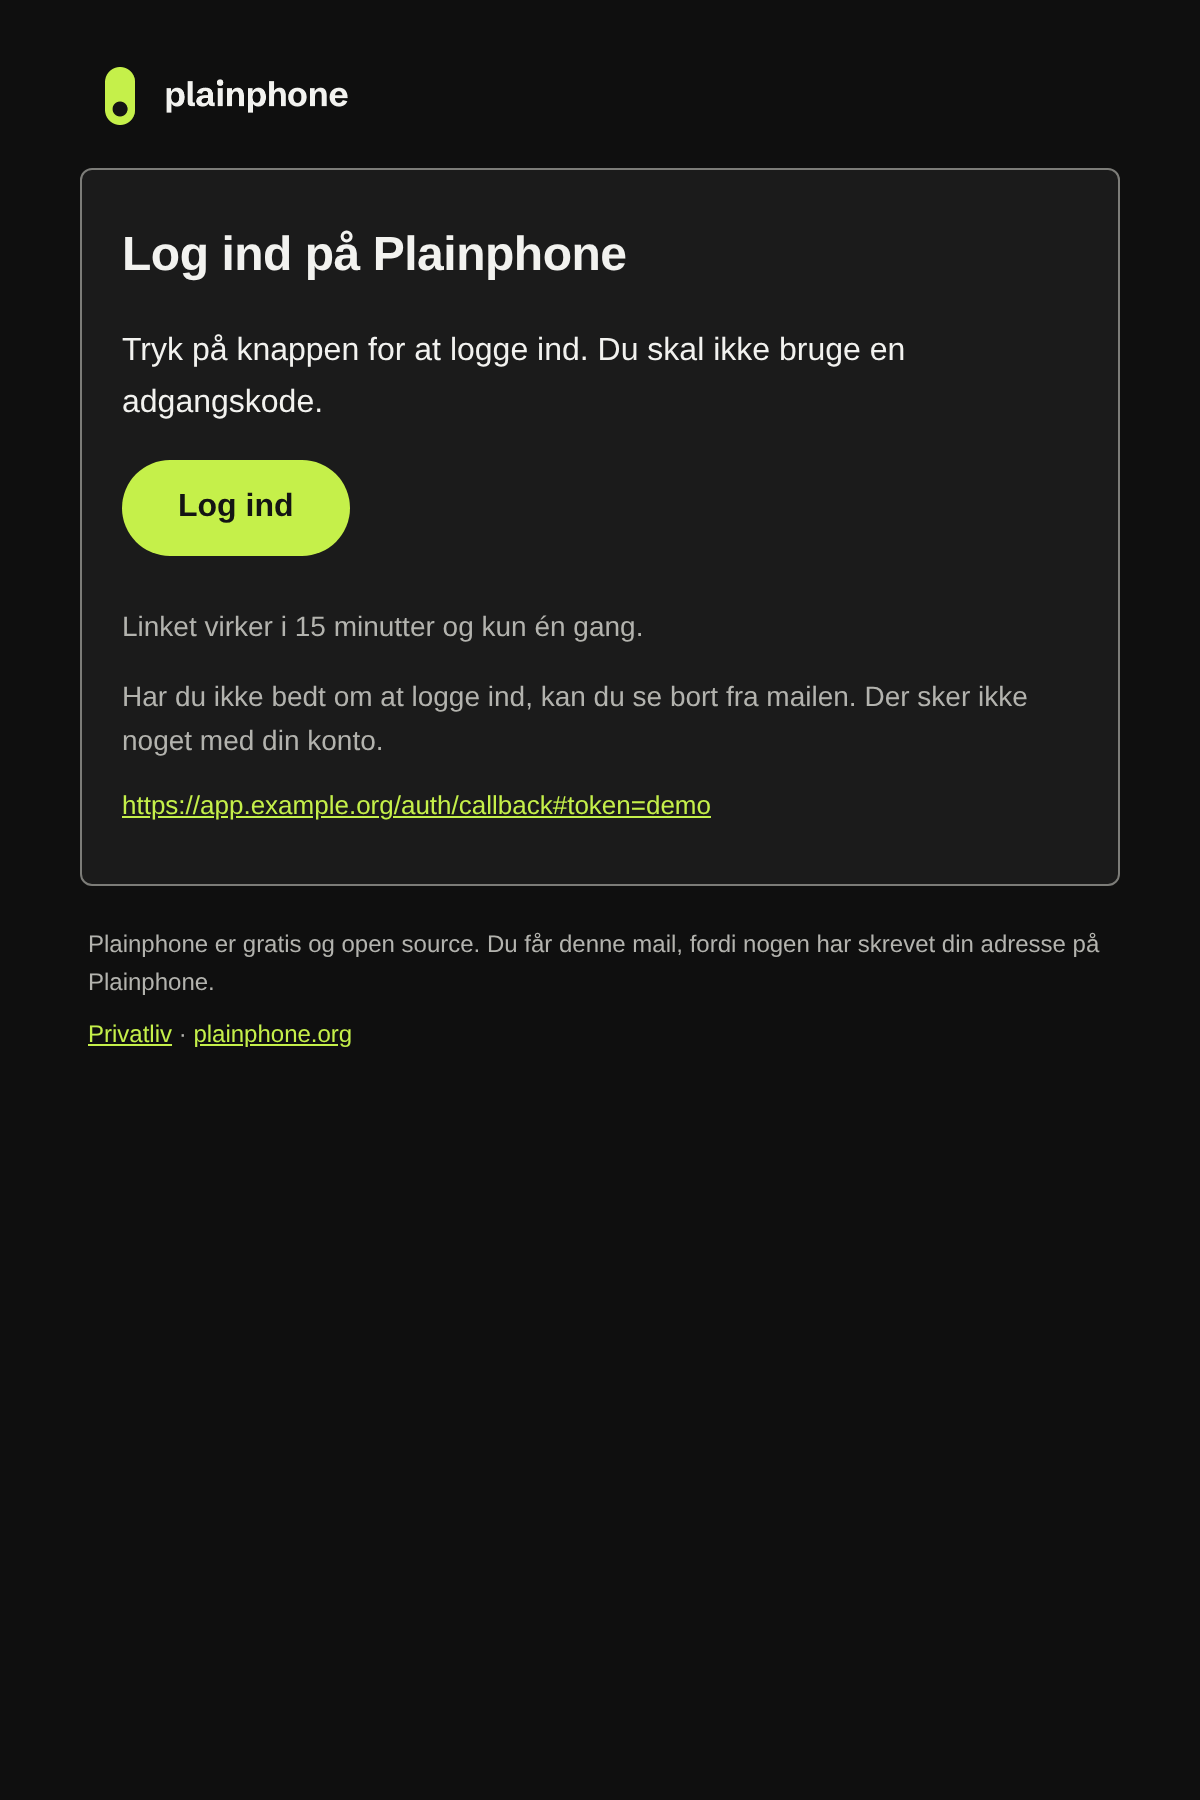 plainphone
Log ind på Plainphone
Tryk på knappen for at logge ind. Du skal ikke bruge en
adgangskode.
Log ind
Linket virker i 15 minutter og kun én gang.
Har du ikke bedt om at logge ind, kan du se bort fra mailen. Der sker ikke
noget med din konto.
https://app.example.org/auth/callback#token=demo
Plainphone er gratis og open source. Du får denne mail, fordi nogen har skrevet din adresse på
Plainphone.
Privatliv · plainphone.org